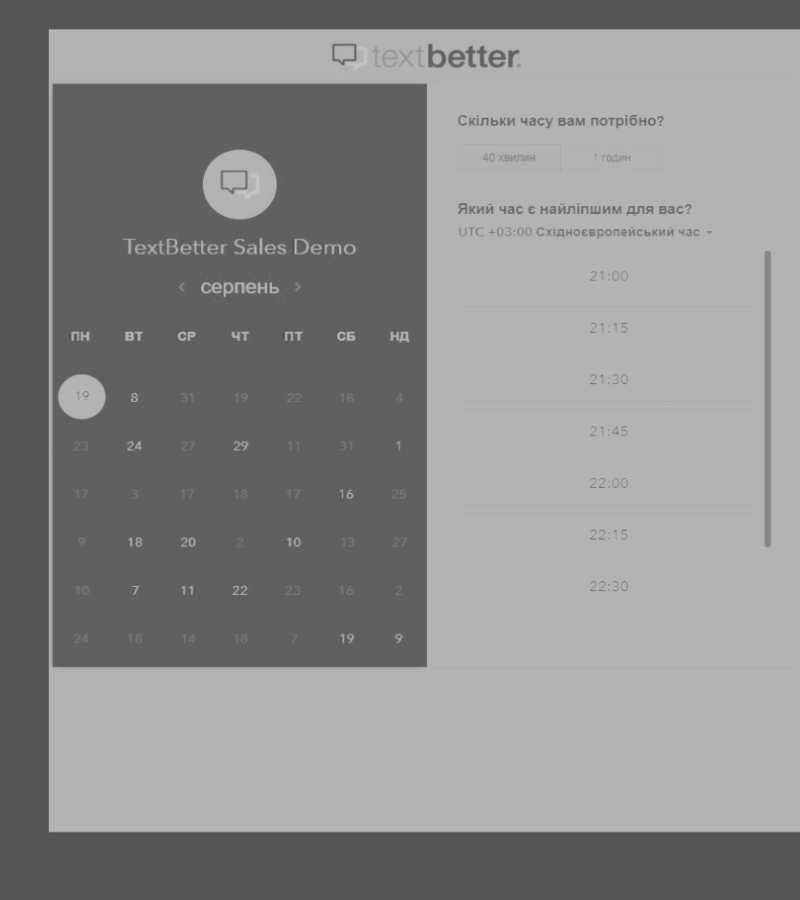 textbetter.
TextBetter Sales Demo
‹ серпень ›
ПН ВТ СР ЧТ ПТ СБ НД
19 8 31 19 22 18 4
23 24 27 29 11 31 1
17 3 17 18 17 16 25
9 18 20 2 10 13 27
10 7 11 22 23 16 2
24 18 14 18 7 19 9
Скільки часу вам потрібно?
40 хвилин 1 годин
Який час є найліпшим для вас?
UTC +03:00 Східноєвропейський час
21:00
21:15
21:30
21:45
22:00
22:15
22:30